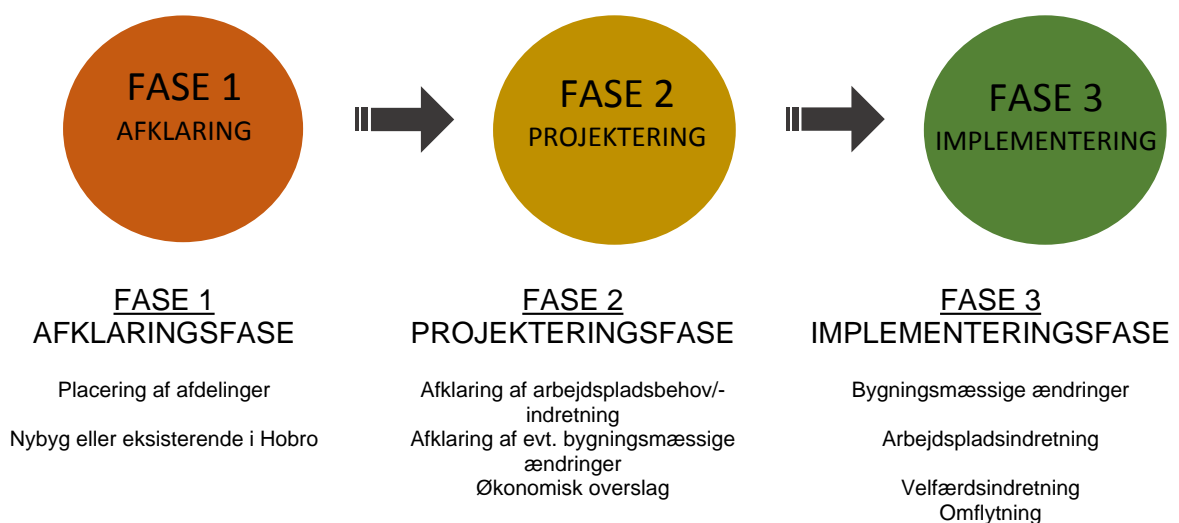 FASE 1
AFKLARING
FASE 2
PROJEKTERING
FASE 3
IMPLEMENTERING
FASE 1
AFKLARINGSFASE
Placering af afdelinger
Nybyg eller eksisterende i Hobro
FASE 2
PROJEKTERINGSFASE
Afklaring af arbejdspladsbehov/-
indretning
Afklaring af evt. bygningsmæssige
ændringer
Økonomisk overslag
FASE 3
IMPLEMENTERINGSFASE
Bygningsmæssige ændringer
Arbejdspladsindretning
Velfærdsindretning
Omflytning